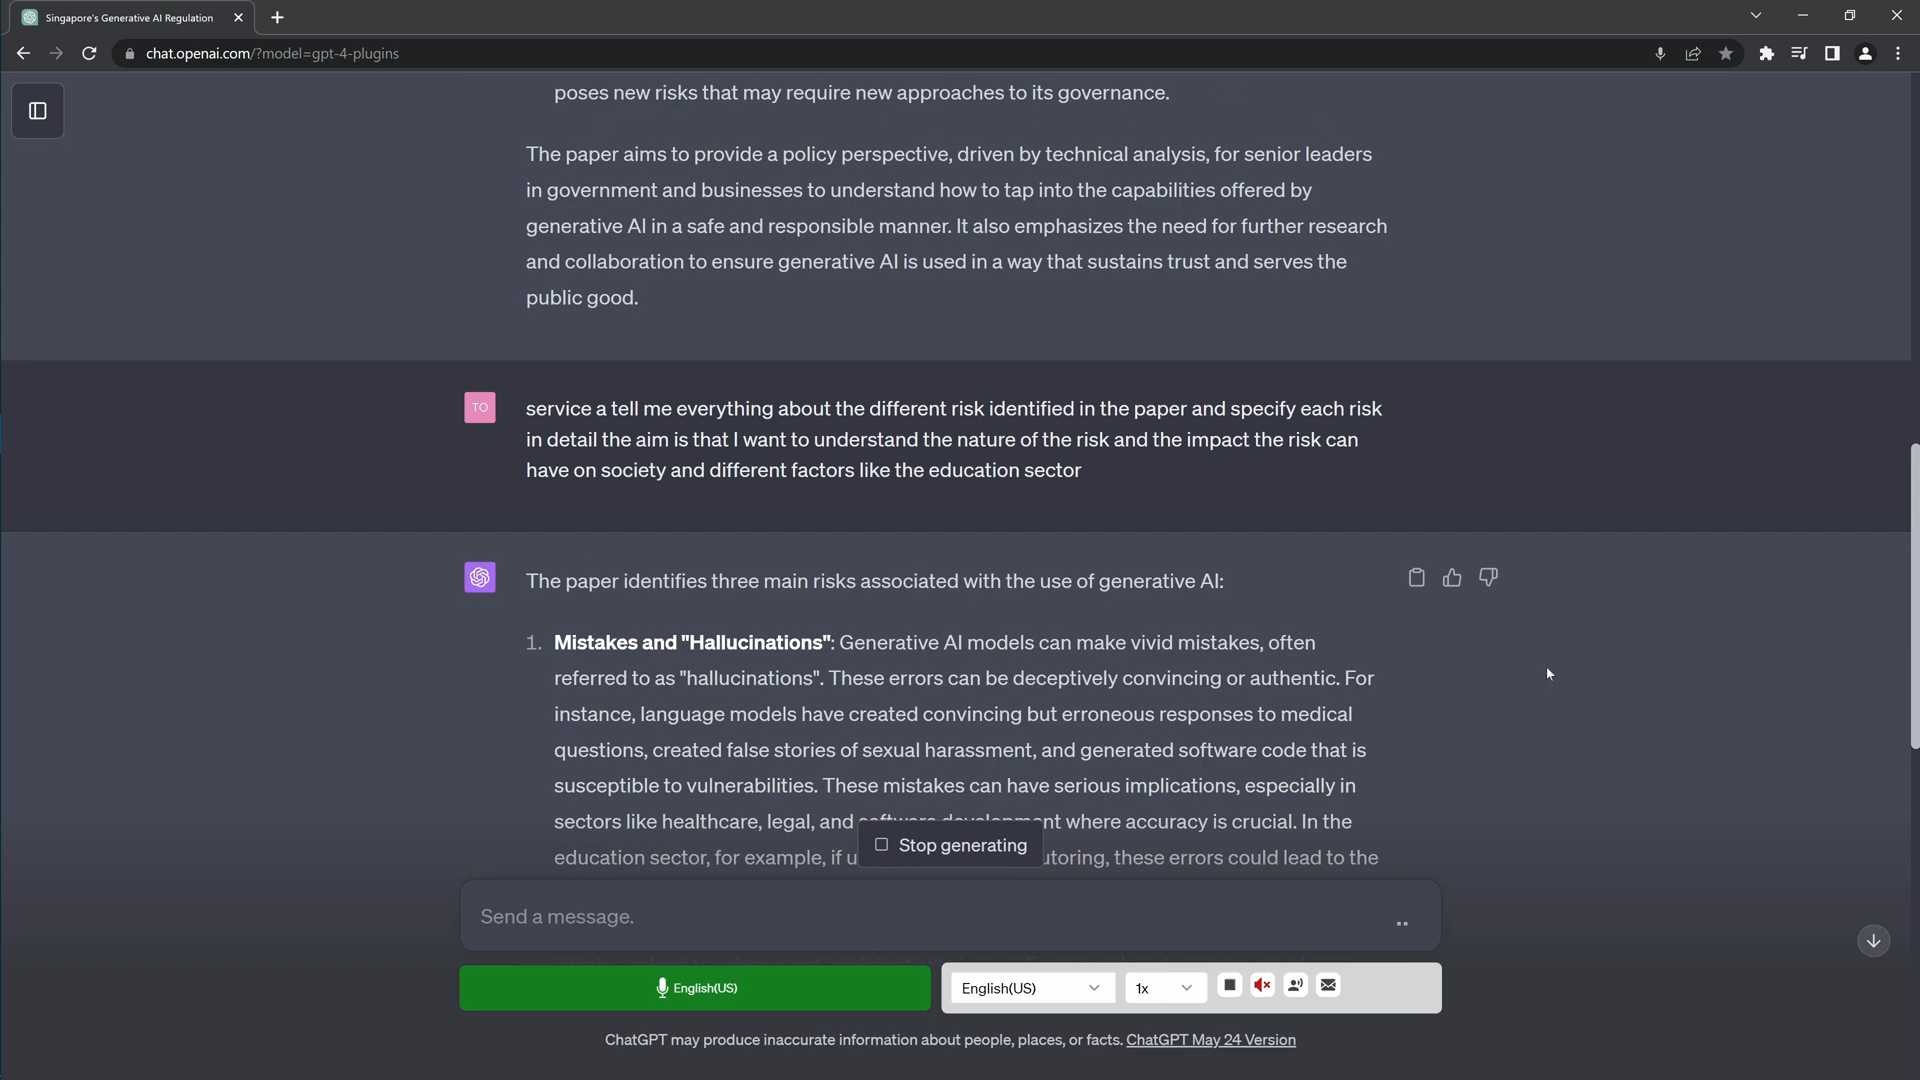 Singapore's Generative AI Regulation
chat.openai.com/?model=gpt-4-plugins
poses new risks that may require new approaches to its governance.
The paper aims to provide a policy perspective, driven by technical analysis, for senior leaders
in government and businesses to understand how to tap into the capabilities offered by
generative AI in a safe and responsible manner. It also emphasizes the need for further research
and collaboration to ensure generative AI is used in a way that sustains trust and serves the
public good.
TO
service a tell me everything about the different risk identified in the paper and specify each risk
in detail the aim is that I want to understand the nature of the risk and the impact the risk can
have on society and different factors like the education sector
The paper identifies three main risks associated with the use of generative AI:
1. Mistakes and "Hallucinations": Generative AI models can make vivid mistakes, often
referred to as "hallucinations". These errors can be deceptively convincing or authentic. For
instance, language models have created convincing but erroneous responses to medical
questions, created false stories of sexual harassment, and generated software code that is
susceptible to vulnerabilities. These mistakes can have serious implications, especially in
sectors like healthcare, legal, and software development where accuracy is crucial. In the
education sector, for example, if u
utoring, these errors could lead to the
Stop generating
Send a message.
English(US)
English(US)
1x
ChatGPT may produce inaccurate information about people, places, or facts. ChatGPT May 24 Version